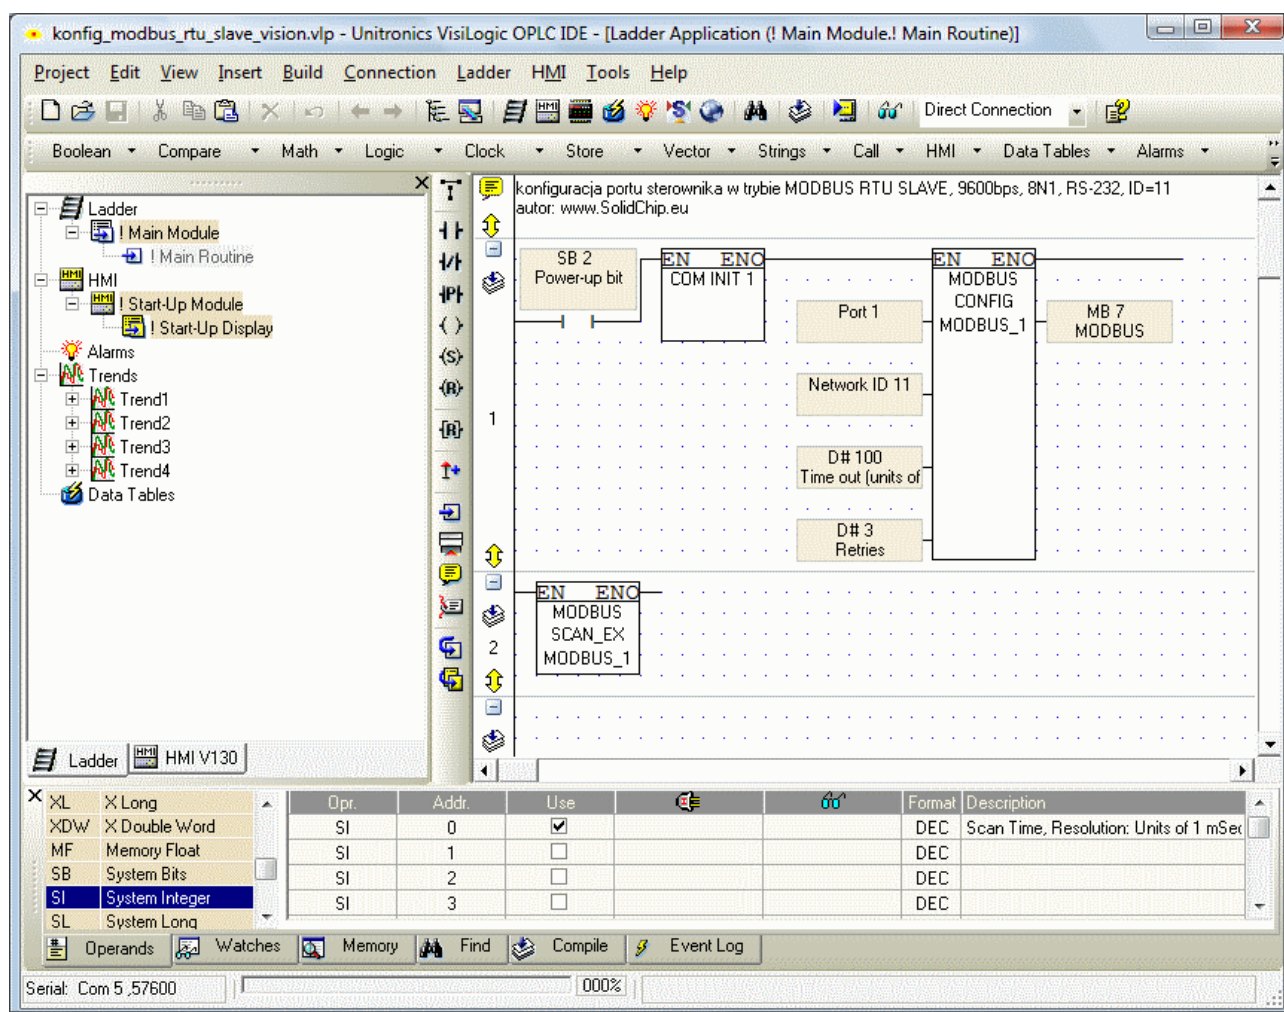 konfig_modbus_rtu_slave_vision.vlp - Unitronics VisiLogic OPLC IDE - [Ladder Application (! Main Module.! Main Routine)]
Project Edit View Insert Build Connection Ladder HMI Tools Help
Direct Connection
Boolean Compare Math Logic Clock Store Vector Strings Call HMI Data Tables Alarms
Ladder
! Main Module
! Main Routine
HMI
! Start-Up Module
! Start-Up Display
Alarms
Trends
Trend1
Trend2
Trend3
Trend4
Data Tables
Ladder HMI V130
konfiguracja portu sterownika w trybie MODBUS RTU SLAVE, 9600bps, 8N1, RS-232, ID=11
autor: www.SolidChip.eu
1
SB 2
Power-up bit
EN ENO
COM INIT 1
EN ENO
MODBUS
CONFIG
MODBUS_1
Port 1
MB 7
MODBUS
Network ID 11
D# 100
Time out (units of
D# 3
Retries
2
EN ENO
MODBUS
SCAN_EX
MODBUS_1
XL X Long
XDW X Double Word
MF Memory Float
SB System Bits
SI System Integer
SL System Long
Opr. Addr. Use Format Description
SI 0 DEC Scan Time, Resolution: Units of 1 mSec
SI 1 DEC
SI 2 DEC
SI 3 DEC
Operands Watches Memory Find Compile Event Log
Serial: Com 5 ,57600 000%